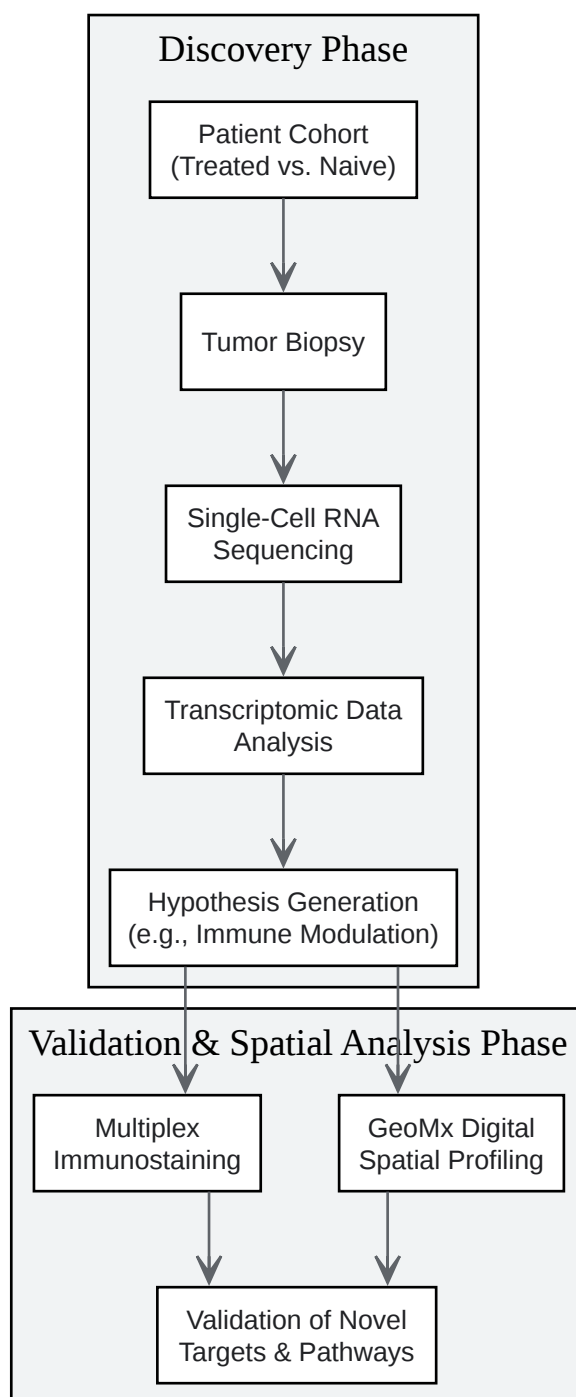 Discovery Phase
Patient Cohort
(Treated vs. Naive)
Tumor Biopsy
Single-Cell RNA
Sequencing
Transcriptomic Data
Analysis
Hypothesis Generation
(e.g., Immune Modulation)
Validation & Spatial Analysis Phase
Multiplex
Immunostaining
GeoMx Digital
Spatial Profiling
Validation of Novel
Targets & Pathways